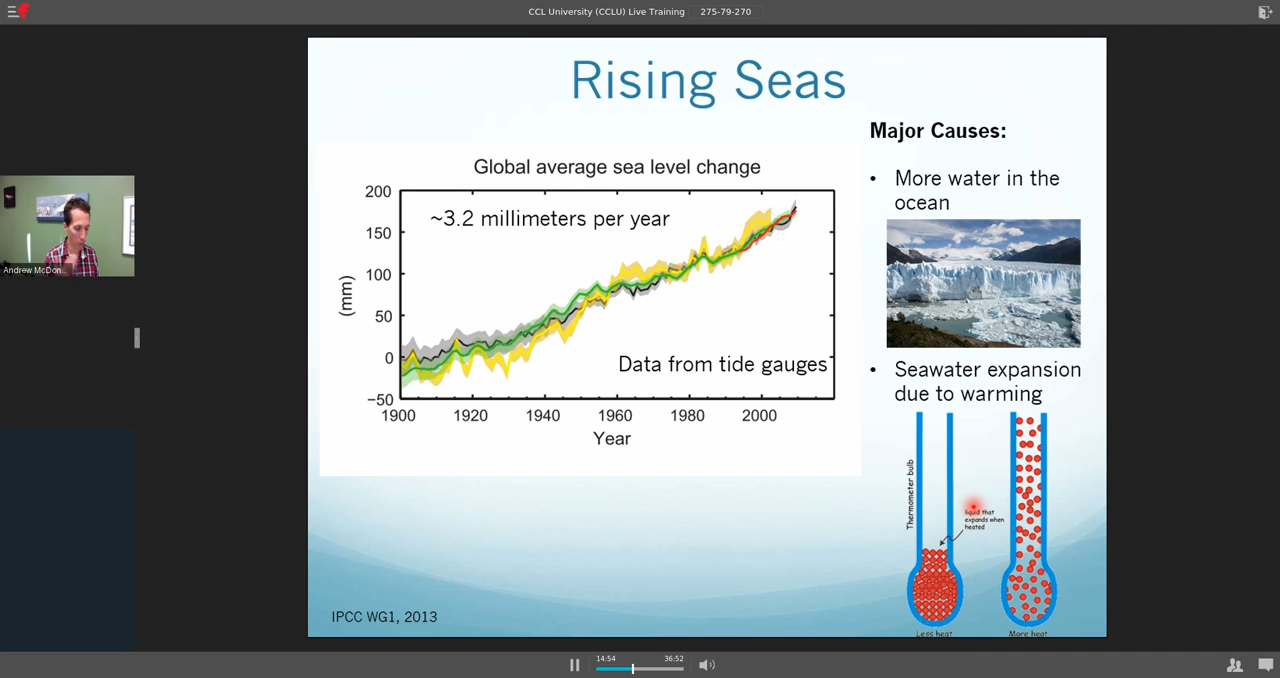 CCL University (CCLU) Live Training 275-79-270
Rising Seas
Major Causes:
• More water in the
ocean
Global average sea level change
200
150
100
50
0
−50
(mm)
~3.2 millimeters per year
Data from tide gauges
1900 1920 1940 1960 1980 2000
Year
• Seawater expansion
due to warming
Thermometer bulb
liquid that
expands when
heated
Less heat More heat
IPCC WG1, 2013
Andrew McDon...
14:54 36:52